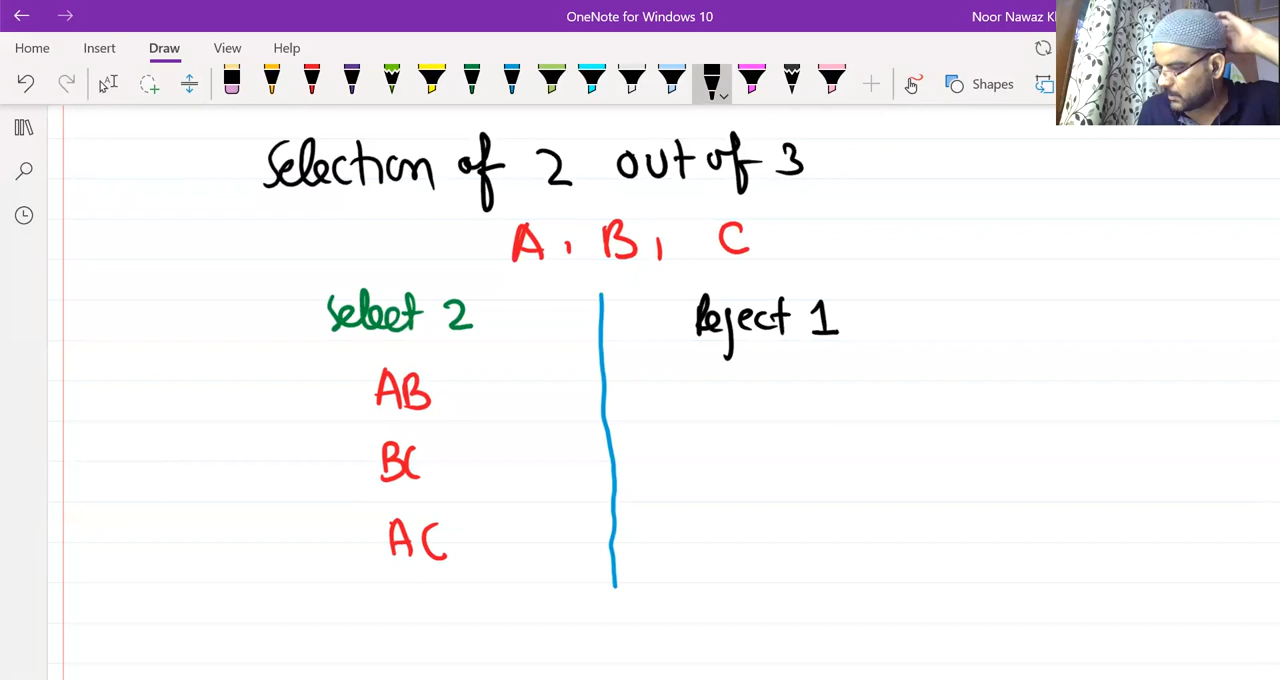 OneNote for Windows 10
Noor Nawaz Kh
Home Insert Draw View Help
Shapes
Selection of 2 out of 3
A, B, C
Select 2
Reject 1
AB
BC
AC